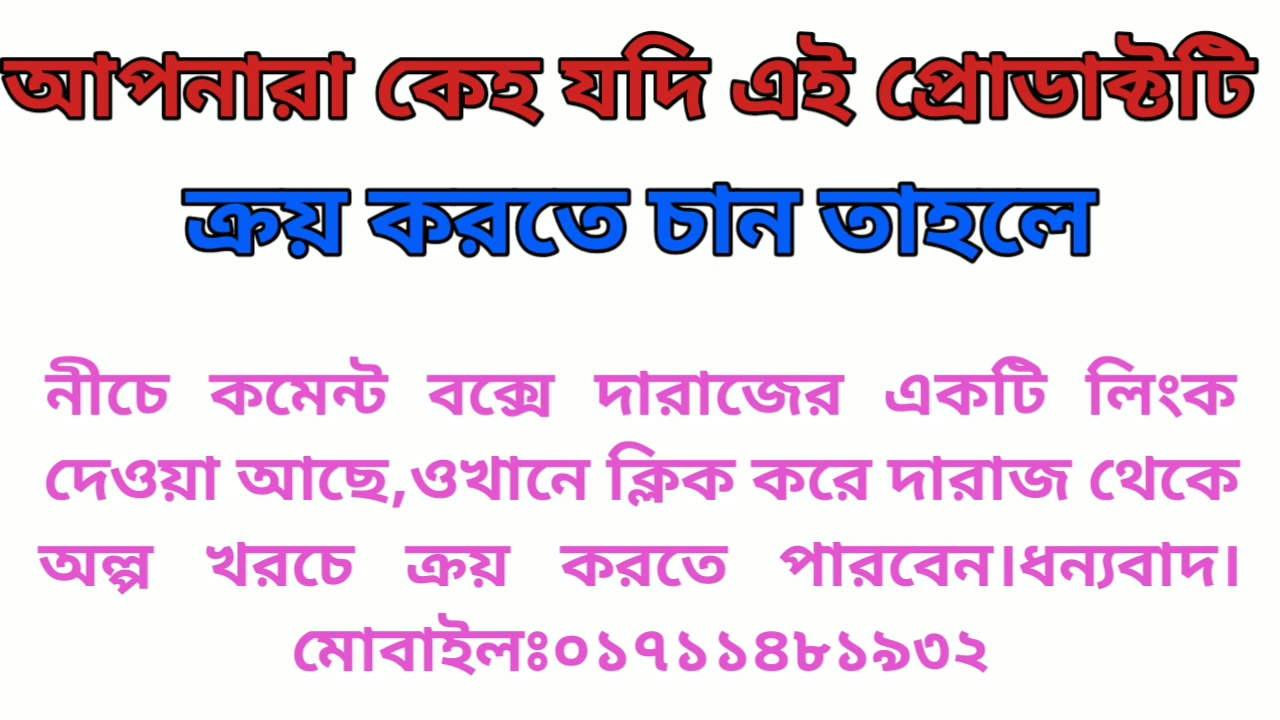 আপনারা কেহ যদি এই প্রোডাক্টটি
ক্রয় করতে চান তাহলে
নীচে কমেন্ট বক্সে দারাজের একটি লিংক
দেওয়া আছে,ওখানে ক্লিক করে দারাজ থেকে
অল্প খরচে ক্রয় করতে পারবেন।ধন্যবাদ।
মোবাইলঃ০১৭১১৪৮১৯৩২